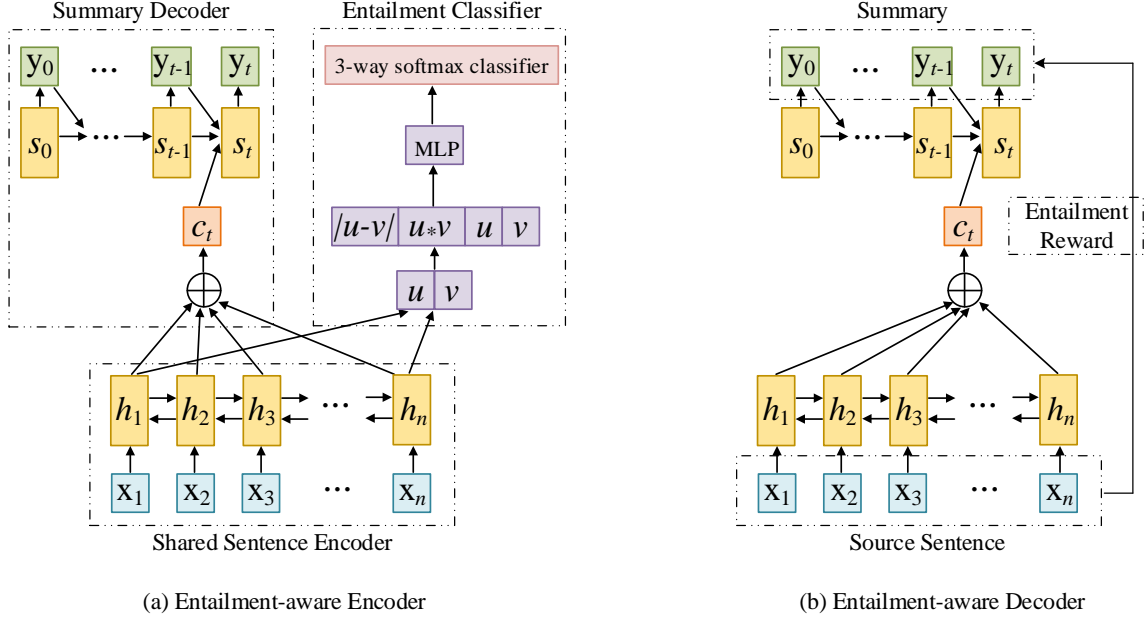 Summary Decoder
y0 ... yt-1 yt
s0 ... st-1 st
ct
Entailment Classifier
3-way softmax classifier
MLP
|u-v| u*v u v
u v
h1 h2 h3 ... hn
x1 x2 x3 ... xn
Shared Sentence Encoder
(a) Entailment-aware Encoder
Summary
y0 ... yt-1 yt
s0 ... st-1 st
ct
Entailment
Reward
h1 h2 h3 ... hn
x1 x2 x3 ... xn
Source Sentence
(b) Entailment-aware Decoder